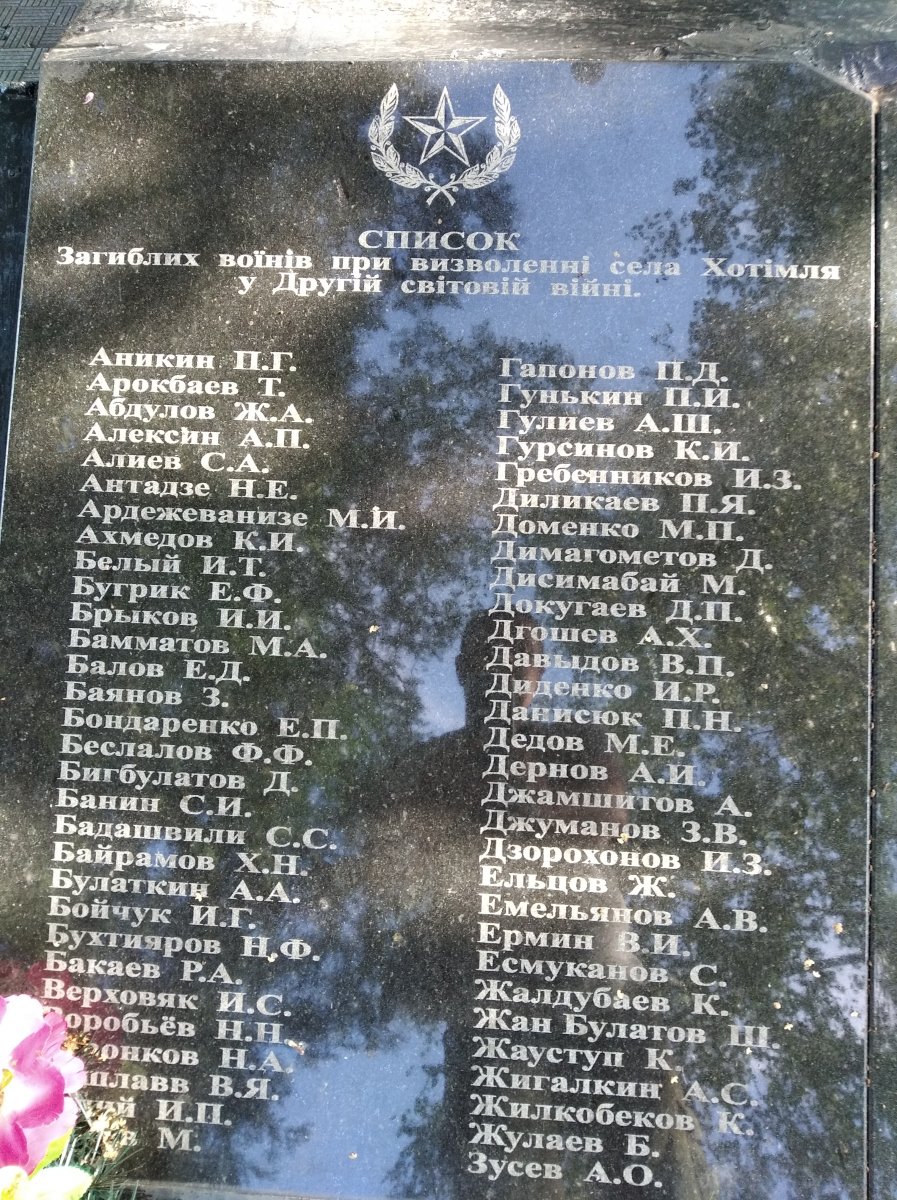 СПИСОК
Загиблих воїнів при визволенні села Хотімля
у Другій світовій війні.
Аникин П.Г.
Арокбаев Т.
Абдулов Ж.А.
Алексин А.П.
Алиев С.А.
Антадзе Н.Е.
Ардежеванизе М.И.
Ахмедов К.И.
Белый И.Т.
Бугрик Е.Ф.
Брыков И.И.
Бамматов М.А.
Балов Е.Д.
Баянов З.
Бондаренко Е.П.
Беслалов Ф.Ф.
Бигбулатов Д.
Банин С.И.
Бадашвили С.С.
Байрамов Х.Н.
Булаткин А.А.
Бойчук И.Г.
Бухтияров Н.Ф.
Бакаев Р.А.
Верховяк И.С.
Воробьёв Н.Н.
Н.А.
В.Я.
И.П.
М.
Гапонов П.Д.
Гунькин П.И.
Гулиев А.Ш.
Гурсинов К.И.
Гребенников И.З.
Диликаев П.Я.
Доменко М.П.
Димагометов Д.
Дисимабай М.
Докугаев Д.П.
Дгошев А.Х.
Давыдов В.П.
Диденко И.Р.
Данисюк П.Н.
Дедов М.Е.
Дернов А.И.
Джамшитов А.
Джуманов З.В.
Дзорохонов И.З.
Ельцов Ж.
Емельянов А.В.
Ермин В.И.
Есмуканов С.
Жалдубаев К.
Жан Булатов Ш.
Жауступ К.
Жигалкин А.С.
Жилкобеков К.
Жулаев Б.
Зусев А.О.